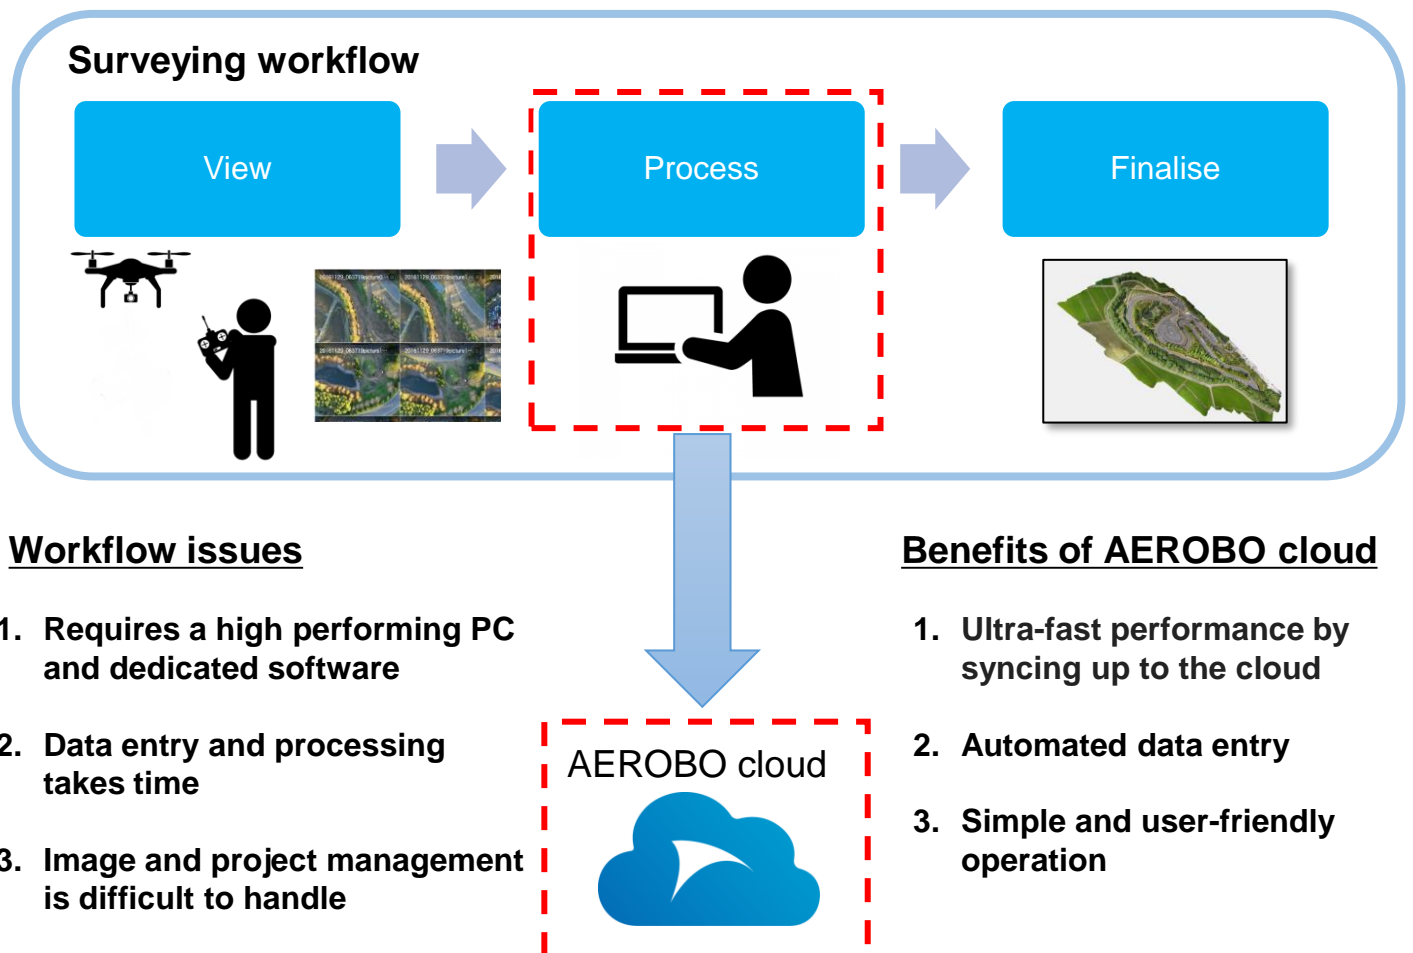 Surveying workflow
View
Process
Finalise
Workflow issues
1. Requires a high performing PC
and dedicated software
2. Data entry and processing
takes time
3. Image and project management
is difficult to handle
AEROBO cloud
Benefits of AEROBO cloud
1. Ultra-fast performance by
syncing up to the cloud
2. Automated data entry
3. Simple and user-friendly
operation